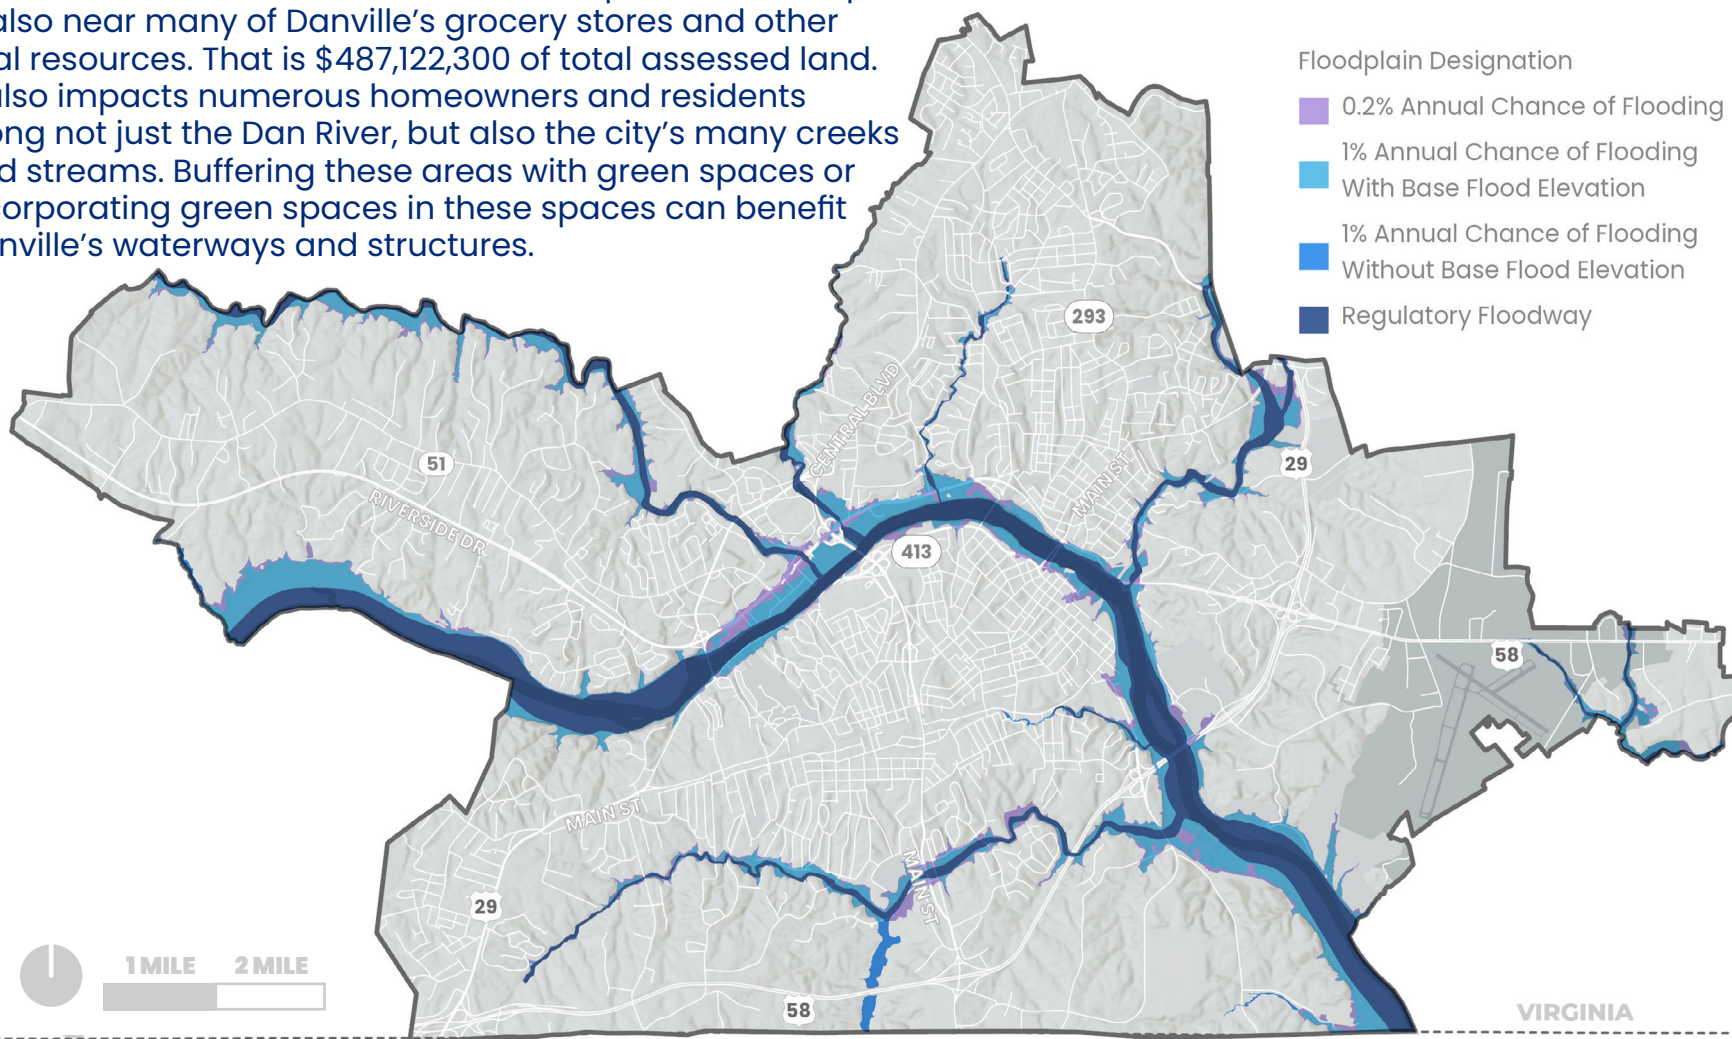 also near many of Danville's grocery stores and other
al resources. That is $487,122,300 of total assessed land.
also impacts numerous homeowners and residents
ong not just the Dan River, but also the city's many creeks
d streams. Buffering these areas with green spaces or
corporating green spaces in these spaces can benefit
nville's waterways and structures.
Floodplain Designation
0.2% Annual Chance of Flooding
1% Annual Chance of Flooding
With Base Flood Elevation
1% Annual Chance of Flooding
Without Base Flood Elevation
Regulatory Floodway
293
CENTRAL BLVD
51
RIVERSIDE DR
MAIN ST
29
413
58
MAIN ST
MAIN ST
29
1 MILE 2 MILE
58
VIRGINIA